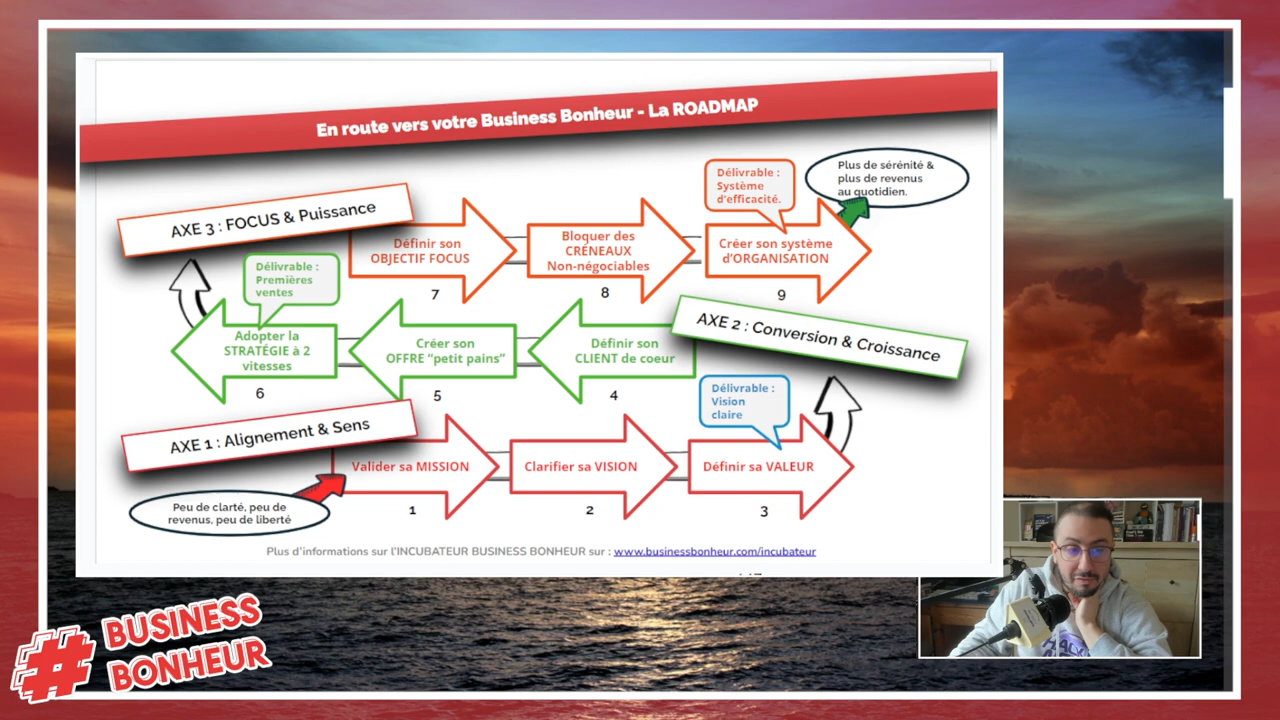 En route vers votre Business Bonheur - La ROADMAP
Plus de sérénité &
plus de revenus
au quotidien.
Délivrable :
Système
d'efficacité.
AXE 3 : FOCUS & Puissance
Définir son
OBJECTIF FOCUS
7
Bloquer des
CRÉNEAUX
Non-négociables
8
Créer son système
d'ORGANISATION
9
Délivrable :
Premières
ventes
AXE 2 : Conversion & Croissance
Adopter la
STRATÉGIE à 2
vitesses
6
Créer son
OFFRE "petit pains"
5
Définir son
CLIENT de coeur
4
Délivrable :
Vision
claire
AXE 1 : Alignement & Sens
Valider sa MISSION
1
Clarifier sa VISION
2
Définir sa VALEUR
3
Peu de clarté, peu de
revenus, peu de liberté
Plus d'informations sur l'INCUBATEUR BUSINESS BONHEUR sur : www.businessbonheur.com/incubateur
# BUSINESS
BONHEUR